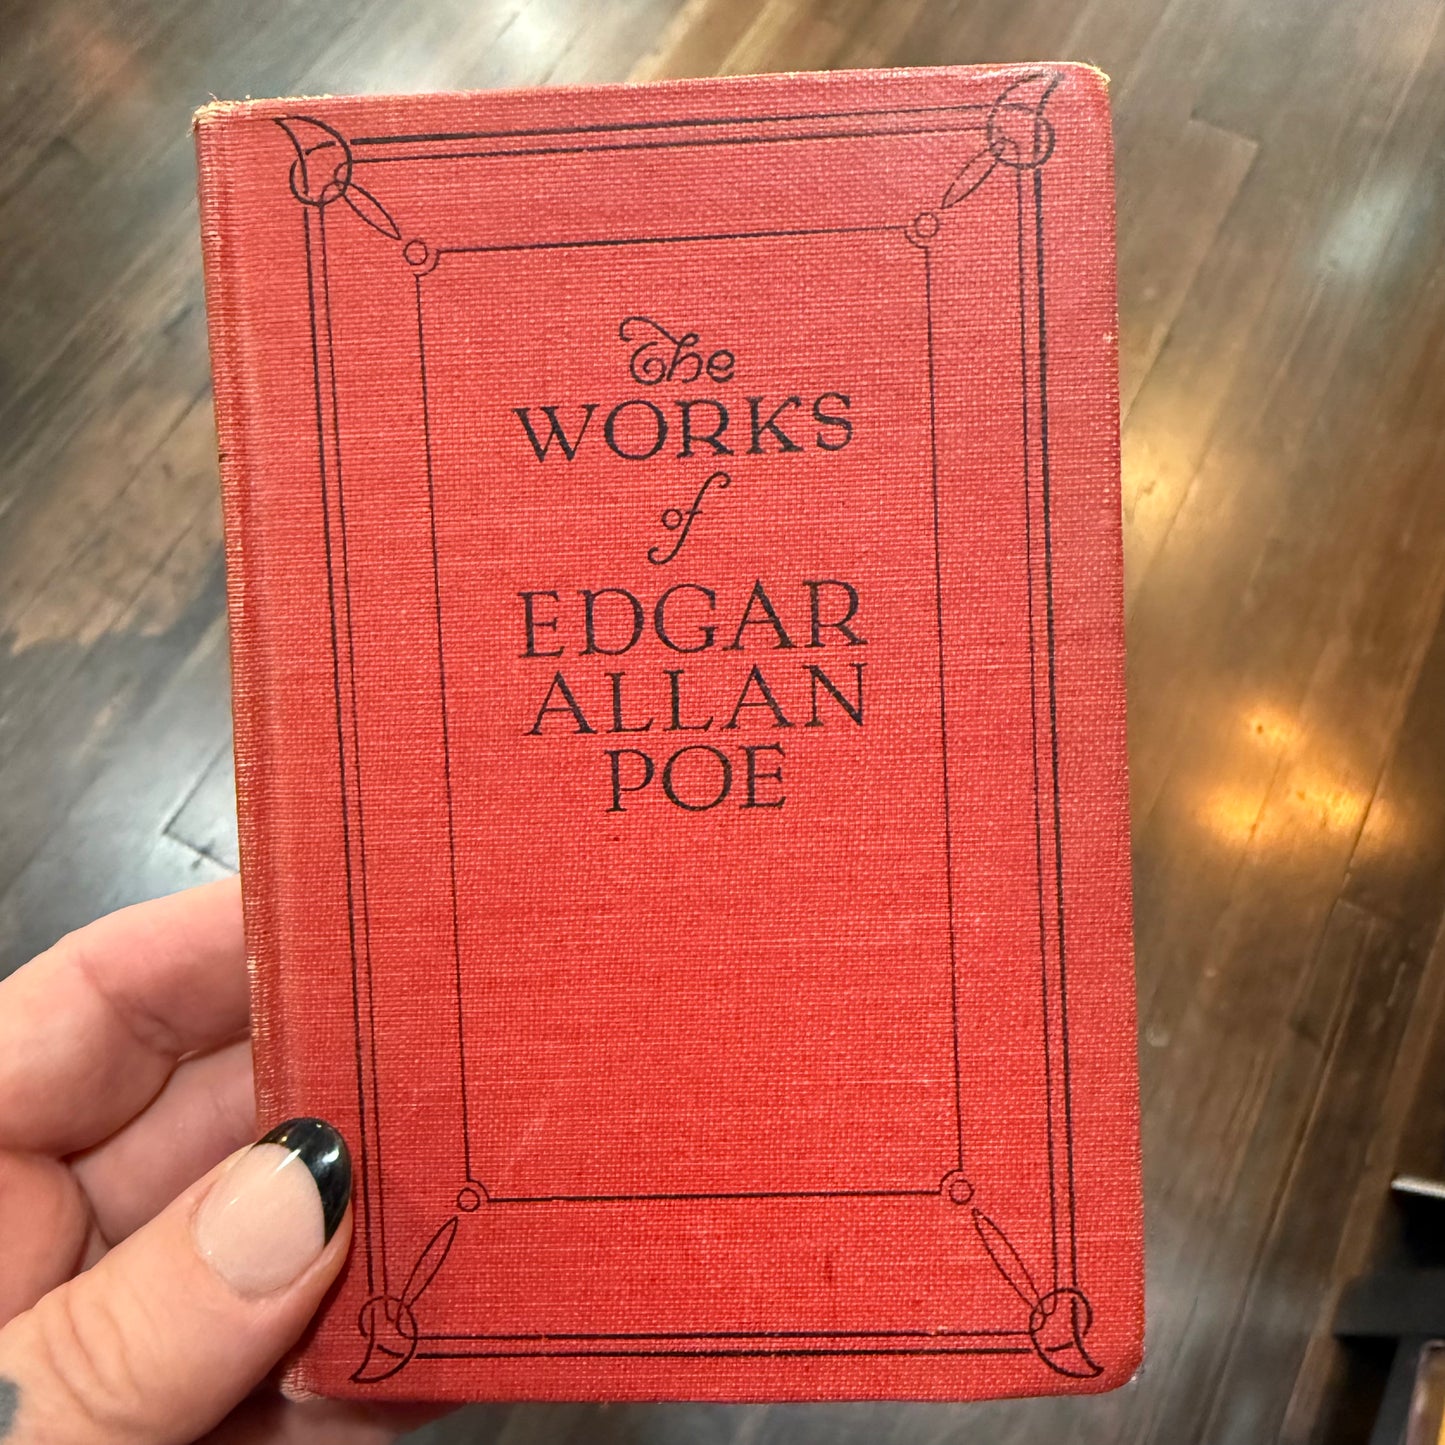 The
WORKS
of
EDGAR
ALLAN
POE